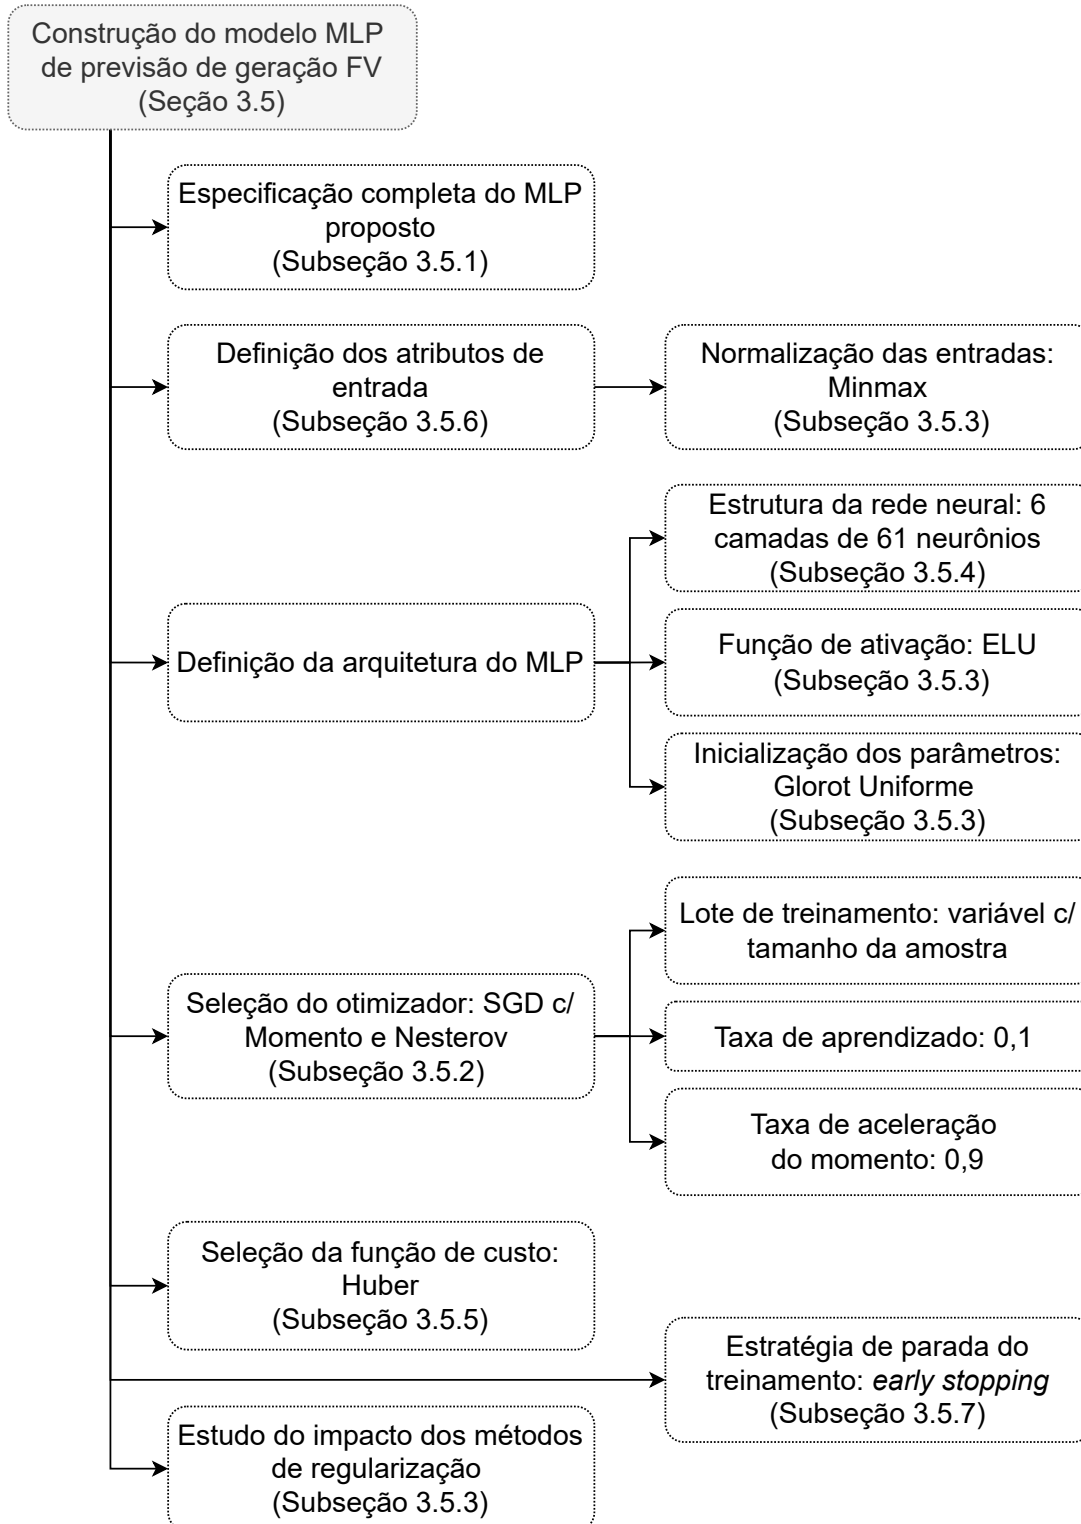 Construção do modelo MLP
de previsão de geração FV
(Seção 3.5)
Especificação completa do MLP
proposto
(Subseção 3.5.1)
Definição dos atributos de
entrada
(Subseção 3.5.6)
Normalização das entradas:
Minmax
(Subseção 3.5.3)
Definição da arquitetura do MLP
Estrutura da rede neural: 6
camadas de 61 neurônios
(Subseção 3.5.4)
Função de ativação: ELU
(Subseção 3.5.3)
Inicialização dos parâmetros:
Glorot Uniforme
(Subseção 3.5.3)
Seleção do otimizador: SGD c/
Momento e Nesterov
(Subseção 3.5.2)
Lote de treinamento: variável c/
tamanho da amostra
Taxa de aprendizado: 0,1
Taxa de aceleração
do momento: 0,9
Seleção da função de custo:
Huber
(Subseção 3.5.5)
Estratégia de parada do
treinamento: early stopping
(Subseção 3.5.7)
Estudo do impacto dos métodos
de regularização
(Subseção 3.5.3)